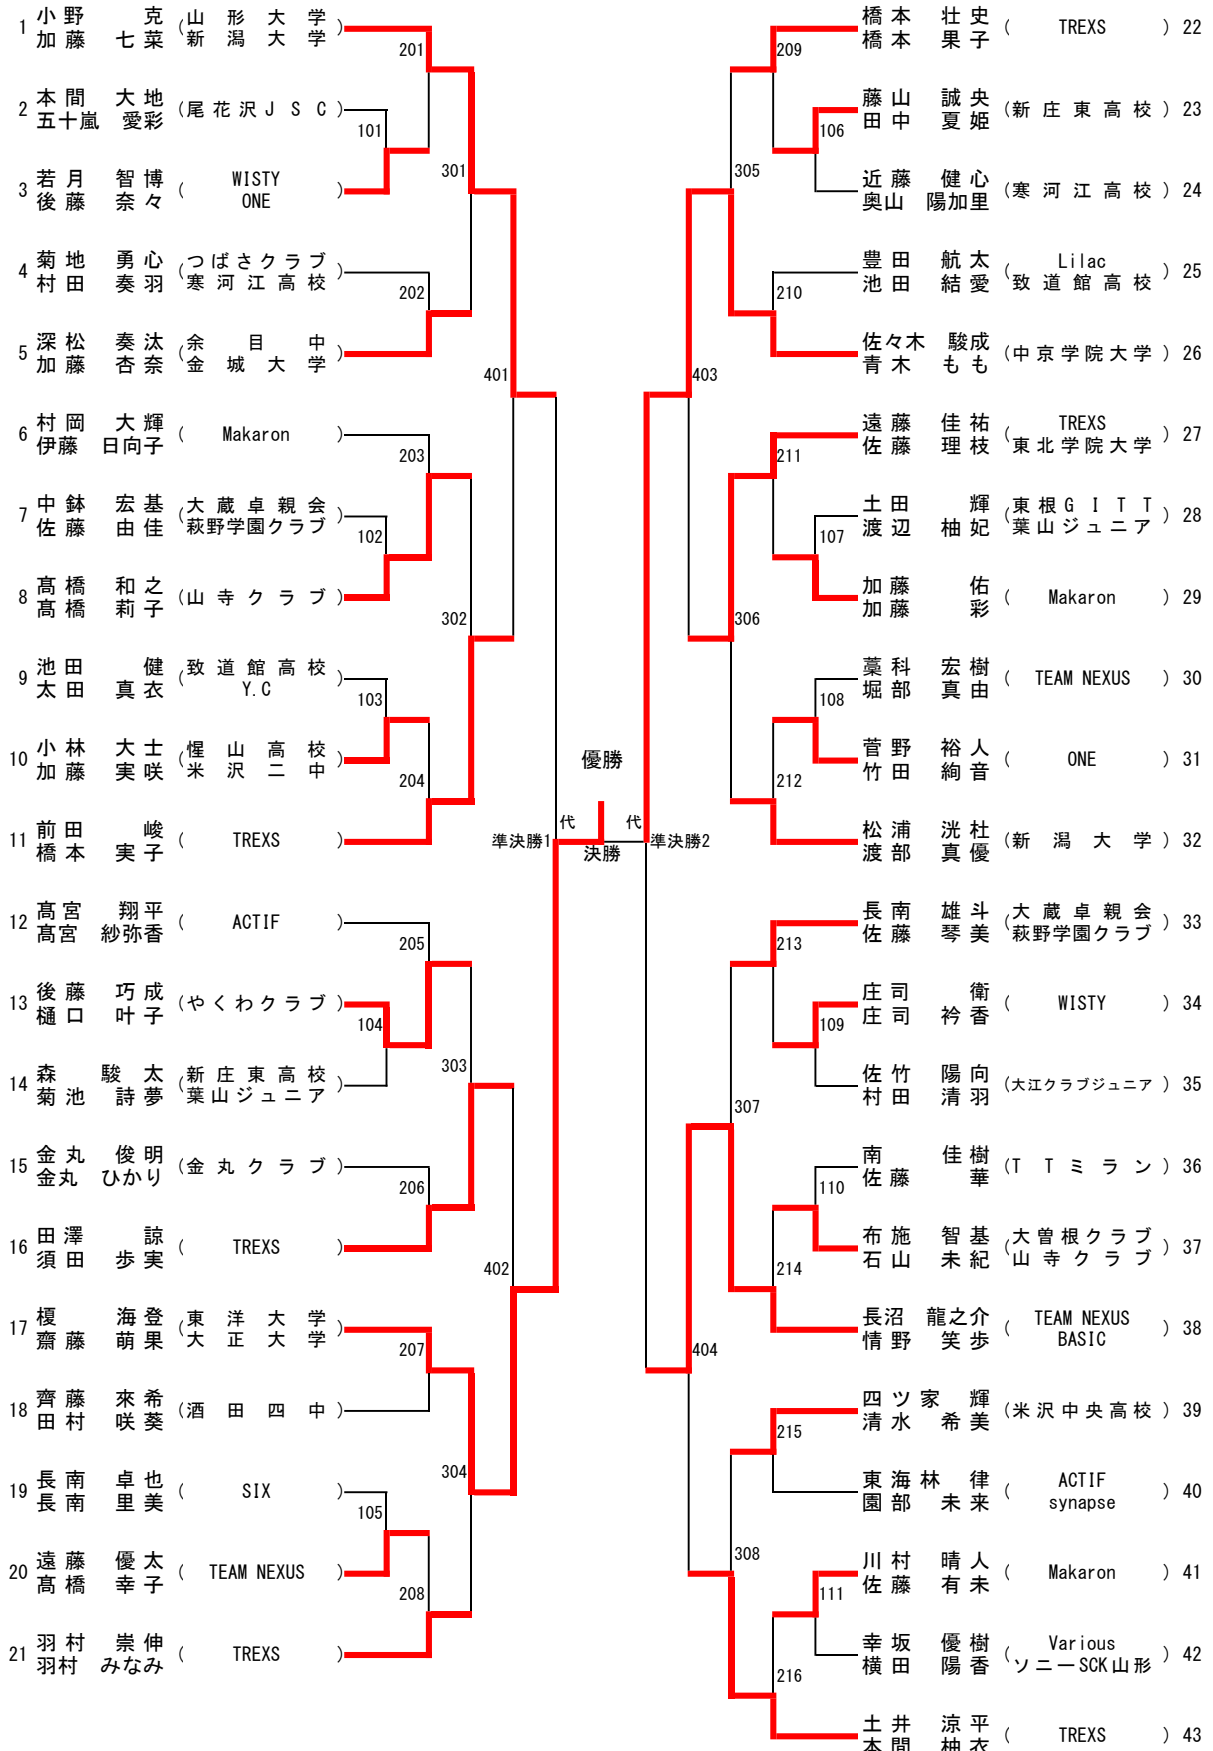 1 小野 克 (山形大学
加藤 七菜 新潟大学)
2 本間 大地 (尾花沢JSC)
五十嵐 愛彩
3 若月 智博 (WISTY
後藤 奈々 ONE)
4 菊地 勇心 (つばさクラブ
村田 奏羽 寒河江高校)
5 深松 奏汰 (余目中
加藤 杏奈 金城大学)
6 村岡 大輝 (Makaron)
伊藤 日向子
7 中鉢 宏基 (大蔵卓親会
佐藤 由佳 萩野学園クラブ)
8 髙橋 和之 (山寺クラブ)
髙橋 莉子
9 池田 健 (致道館高校
太田 真衣 Y.C)
10 小林 大士 (惺山高校
加藤 実咲 米沢二中)
11 前田 峻 (TREXS)
橋本 実子
12 髙宮 翔平 (ACTIF)
髙宮 紗弥香
13 後藤 巧成 (やくわクラブ)
樋口 叶子
14 森 駿太 (新庄東高校
菊池 詩夢 葉山ジュニア)
15 金丸 俊明 (金丸クラブ)
金丸 ひかり
16 田澤 諒 (TREXS)
須田 歩実
17 榎 海登 (東洋大学
齋藤 萌果 大正大学)
18 齊藤 來希 (酒田四中)
田村 咲葵
19 長南 卓也 (SIX)
長南 里美
20 遠藤 優太 (TEAM NEXUS)
髙橋 幸子
21 羽村 崇伸 (TREXS)
羽村 みなみ
101
102
103
104
105
201
202
203
204
205
206
207
208
301
302
303
304
401
402
優勝
代 代
準決勝1 準決勝2
決勝
403
404
305
306
307
308
209
210
211
212
213
214
215
216
106
107
108
109
110
111
橋本 壮史 (TREXS) 22
橋本 果子
藤山 誠央 (新庄東高校) 23
田中 夏姫
近藤 健心 (寒河江高校) 24
奥山 陽加里
豊田 航太 (Lilac
池田 結愛 致道館高校) 25
佐々木 駿成 (中京学院大学) 26
青木 もも
遠藤 佳祐 (TREXS
佐藤 理枝 東北学院大学) 27
土田 輝 (東根GITT
渡辺 柚妃 葉山ジュニア) 28
加藤 佑 (Makaron) 29
加藤 彩
藁科 宏樹 (TEAM NEXUS) 30
堀部 真由
菅野 裕人 (ONE) 31
竹田 絢音
松浦 洸杜 (新潟大学) 32
渡部 真優
長南 雄斗 (大蔵卓親会
佐藤 琴美 萩野学園クラブ) 33
庄司 衛 (WISTY) 34
庄司 衿香
佐竹 陽向 (大江クラブジュニア) 35
村田 清羽
南 佳樹 (TTミラン) 36
佐藤 華
布施 智基 (大曽根クラブ
石山 未紀 山寺クラブ) 37
長沼 龍之介 (TEAM NEXUS
情野 笑歩 BASIC) 38
四ツ家 輝 (米沢中央高校) 39
清水 希美
東海林 律 (ACTIF
園部 未来 synapse) 40
川村 晴人 (Makaron) 41
佐藤 有未
幸坂 優樹 (Various
横田 陽香 ソニーSCK山形) 42
土井 涼平 (TREXS) 43
本間 柚衣